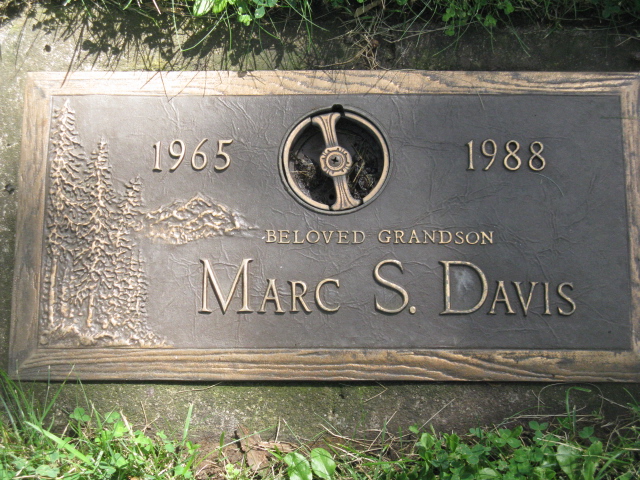 1965 1988
BELOVED GRANDSON
MARC S. DAVIS